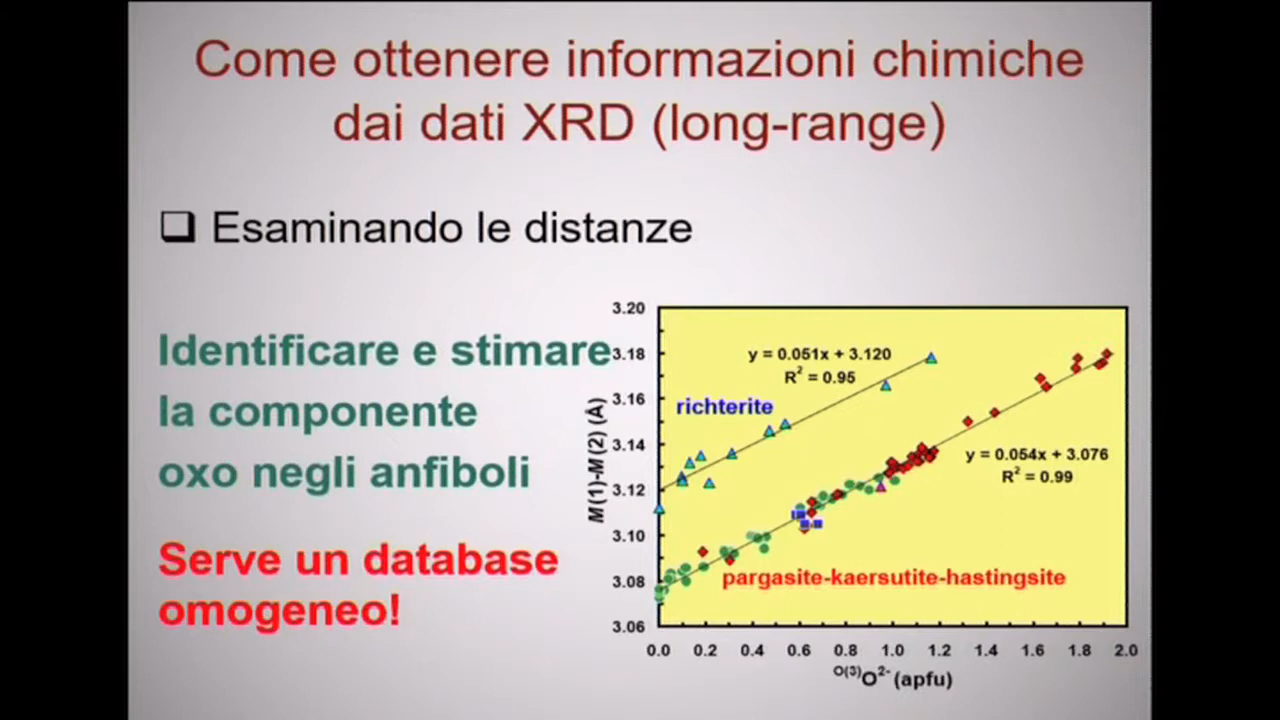 Come ottenere informazioni chimiche
dai dati XRD (long-range)
❑ Esaminando le distanze
Identificare e stimare
la componente
oxo negli anfiboli
Serve un database
omogeneo!
3.20
3.18
3.16
3.14
3.12
3.10
3.08
3.06
M(1)-M(2) (Å)
y = 0.051x + 3.120
R² = 0.95
richterite
y = 0.054x + 3.076
R² = 0.99
pargasite-kaersutite-hastingsite
0.0 0.2 0.4 0.6 0.8 1.0 1.2 1.4 1.6 1.8 2.0
O(3)O2- (apfu)